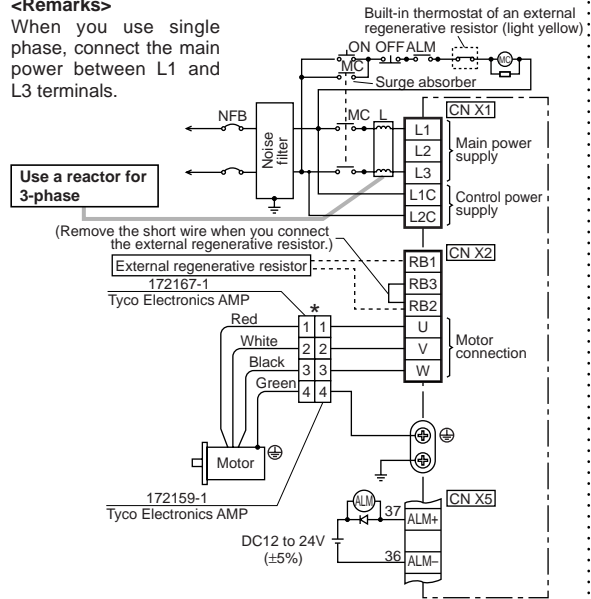 <Remarks>
When you use single
phase, connect the main
power between L1 and
L3 terminals.
Built-in thermostat of an external
regenerative resistor (light yellow)
ON OFF ALM
MC
MC
Surge absorber
NFB
Noise
filter
MC L
CN X1
L1
L2
L3
L1C
L2C
Main power
supply
Control power
supply
Use a reactor for
3-phase
(Remove the short wire when you connect
the external regenerative resistor.)
External regenerative resistor
CN X2
RB1
RB3
RB2
U
V
W
Motor
connection
172167-1
Tyco Electronics AMP
*
Red
White
Black
Green
1 1
2 2
3 3
4 4
Motor
172159-1
Tyco Electronics AMP
CN X5
ALM
37
ALM+
DC12 to 24V
(±5%)
36
ALM–